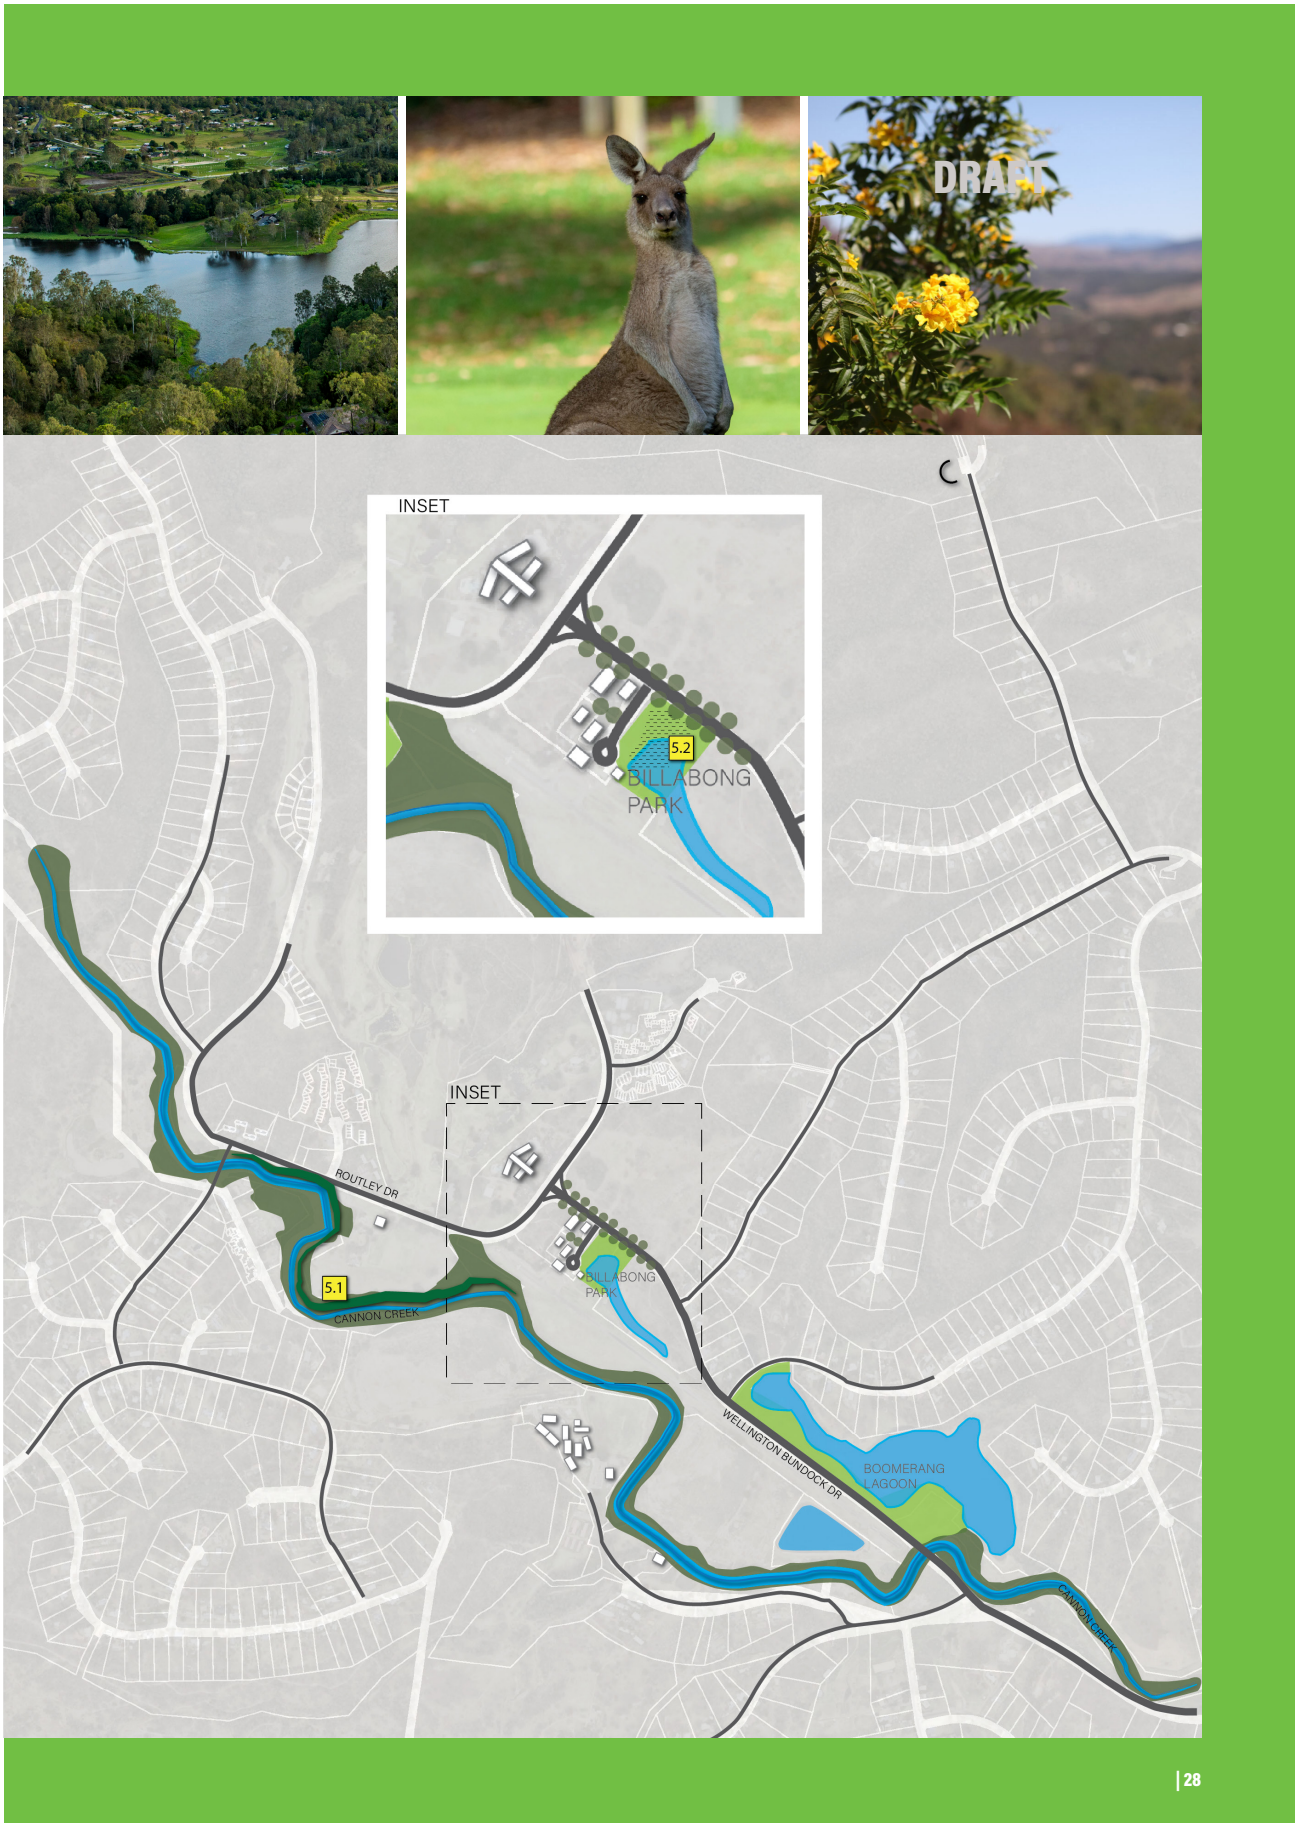 DRAFT
INSET
5.2
BILLABONG
PARK
INSET
ROUTLEY DR
5.1
CANNON CREEK
BILLABONG
PARK
WELLINGTON BUNDOCK DR
BOOMERANG
LAGOON
CANNON CREEK
| 28